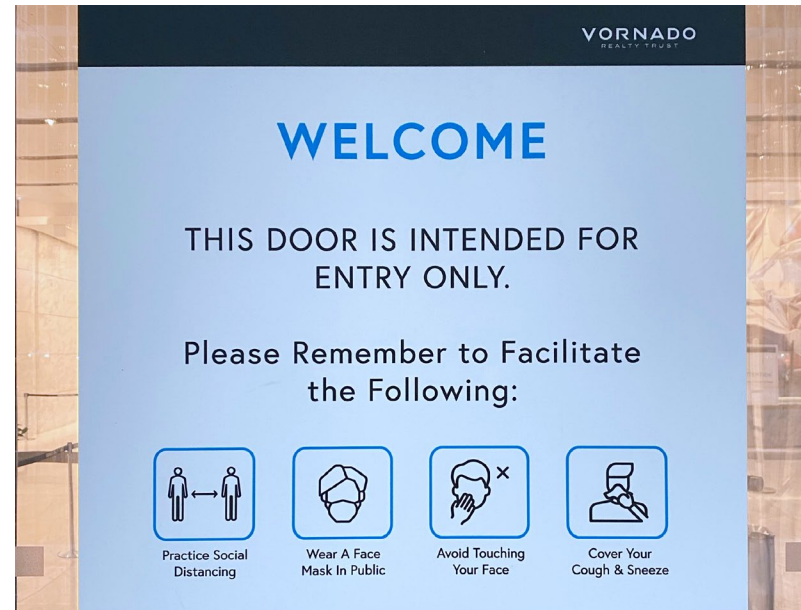 VORNADO
REALTY TRUST
WELCOME
THIS DOOR IS INTENDED FOR
ENTRY ONLY.
Please Remember to Facilitate
the Following:
Practice Social
Distancing
Wear A Face
Mask In Public
Avoid Touching
Your Face
Cover Your
Cough & Sneeze